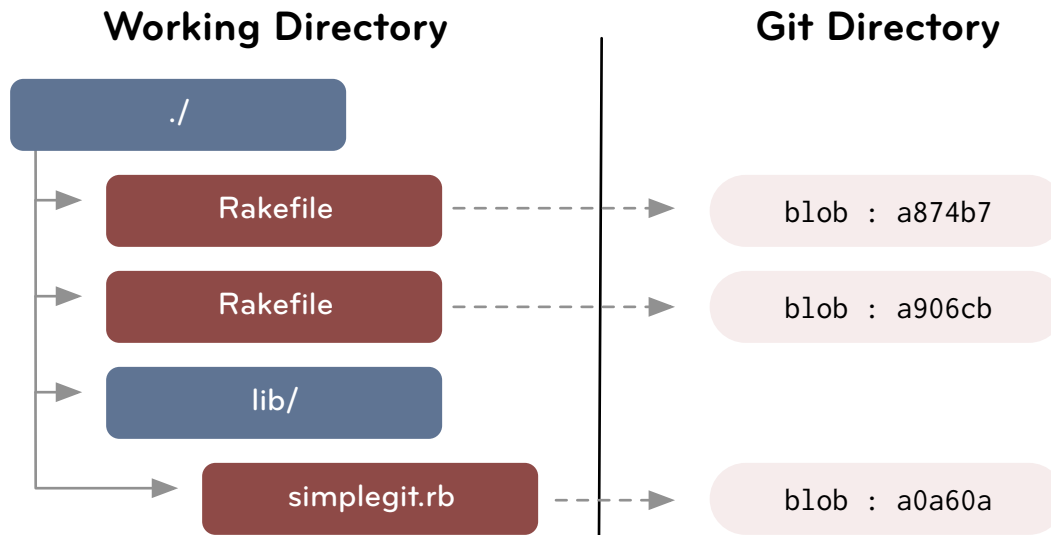 Working Directory Git Directory
./
Rakefile blob : a874b7
Rakefile blob : a906cb
lib/
simplegit.rb blob : a0a60a